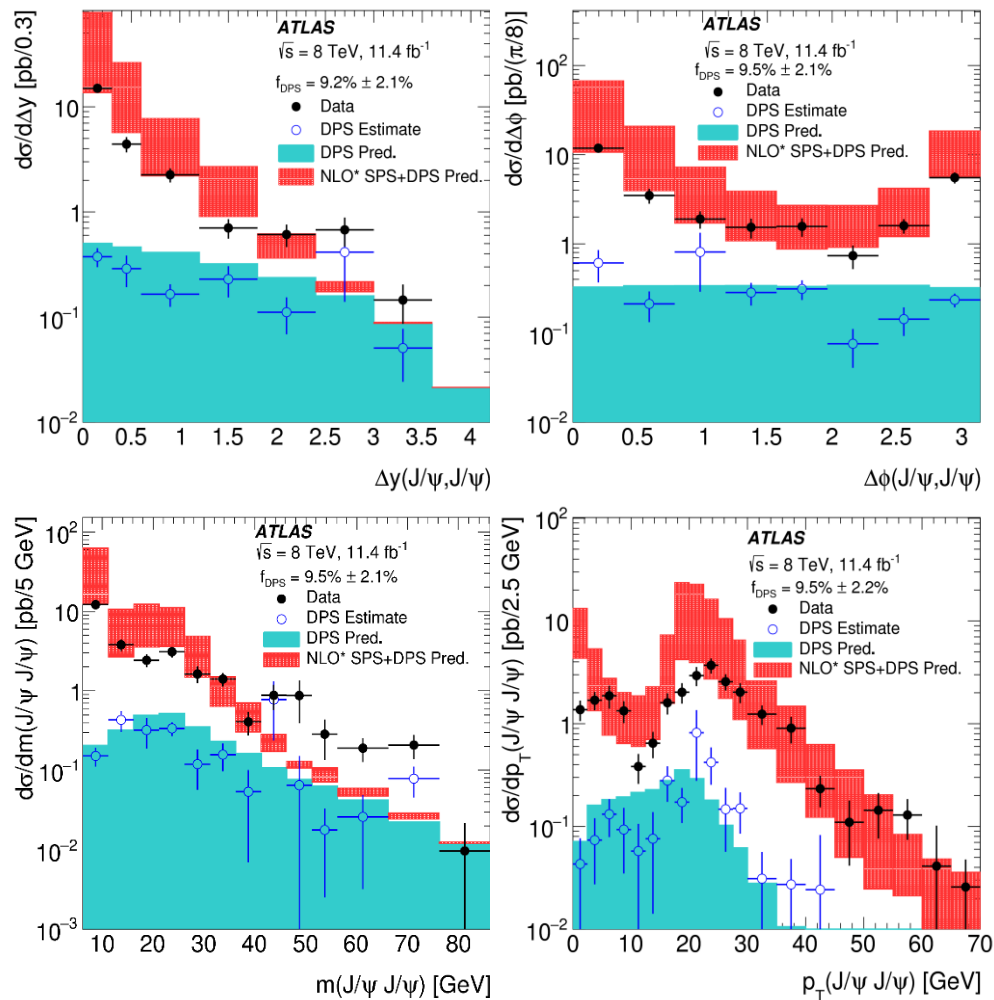 ATLAS
√s = 8 TeV, 11.4 fb⁻¹
f_DPS = 9.2% ± 2.1%
Data
DPS Estimate
DPS Pred.
NLO* SPS+DPS Pred.
dσ/dΔy [pb/0.3]
10
1
10⁻¹
10⁻²
0 0.5 1 1.5 2 2.5 3 3.5 4
Δy(J/ψ,J/ψ)
ATLAS
√s = 8 TeV, 11.4 fb⁻¹
f_DPS = 9.5% ± 2.1%
Data
DPS Estimate
DPS Pred.
NLO* SPS+DPS Pred.
dσ/dΔϕ [pb/(π/8)]
10²
10
1
10⁻¹
10⁻²
0 0.5 1 1.5 2 2.5 3
Δϕ(J/ψ,J/ψ)
ATLAS
√s = 8 TeV, 11.4 fb⁻¹
f_DPS = 9.5% ± 2.1%
Data
DPS Estimate
DPS Pred.
NLO* SPS+DPS Pred.
dσ/dm(J/ψ J/ψ) [pb/5 GeV]
10²
10
1
10⁻¹
10⁻²
10⁻³
10 20 30 40 50 60 70 80
m(J/ψ J/ψ) [GeV]
ATLAS
√s = 8 TeV, 11.4 fb⁻¹
f_DPS = 9.5% ± 2.2%
Data
DPS Estimate
DPS Pred.
NLO* SPS+DPS Pred.
dσ/dp_T(J/ψ J/ψ) [pb/2.5 GeV]
10²
10
1
10⁻¹
10⁻²
0 10 20 30 40 50 60 70
p_T(J/ψ J/ψ) [GeV]